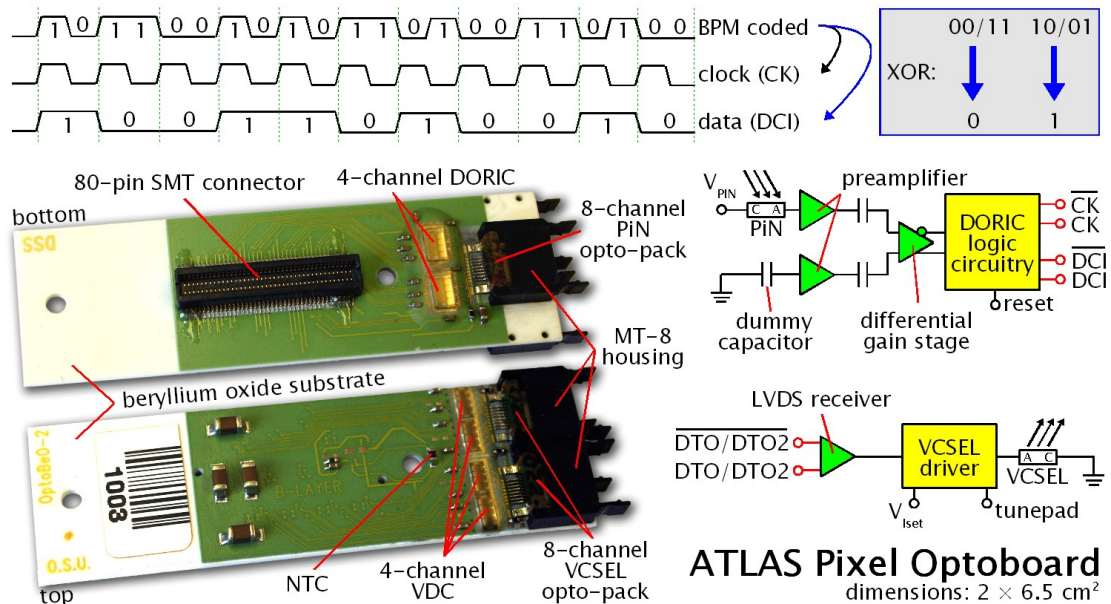 1 0 1 1 0 0 1 0 1 0 1 1 0 1 0 0 1 1 0 1 0 0 BPM coded
clock (CK)
1 0 0 1 1 0 1 0 0 1 0 data (DCI)
00/11 10/01
XOR:
0 1
80-pin SMT connector
4-channel DORIC
bottom
8-channel
PiN
opto-pack
DSS
MT-8
housing
beryllium oxide substrate
OptoBeO-2
1003
B-LAYER
O.S.U.
top
NTC
4-channel
VDC
8-channel
VCSEL
opto-pack
preamplifier
VPIN
C A
PiN
DORIC
logic
circuitry
CK
CK
DCI
DCI
reset
dummy
capacitor
differential
gain stage
LVDS receiver
DTO/DTO2
DTO/DTO2
VCSEL
driver
A C
VCSEL
VIset
tunepad
ATLAS Pixel Optoboard
dimensions: 2 × 6.5 cm²